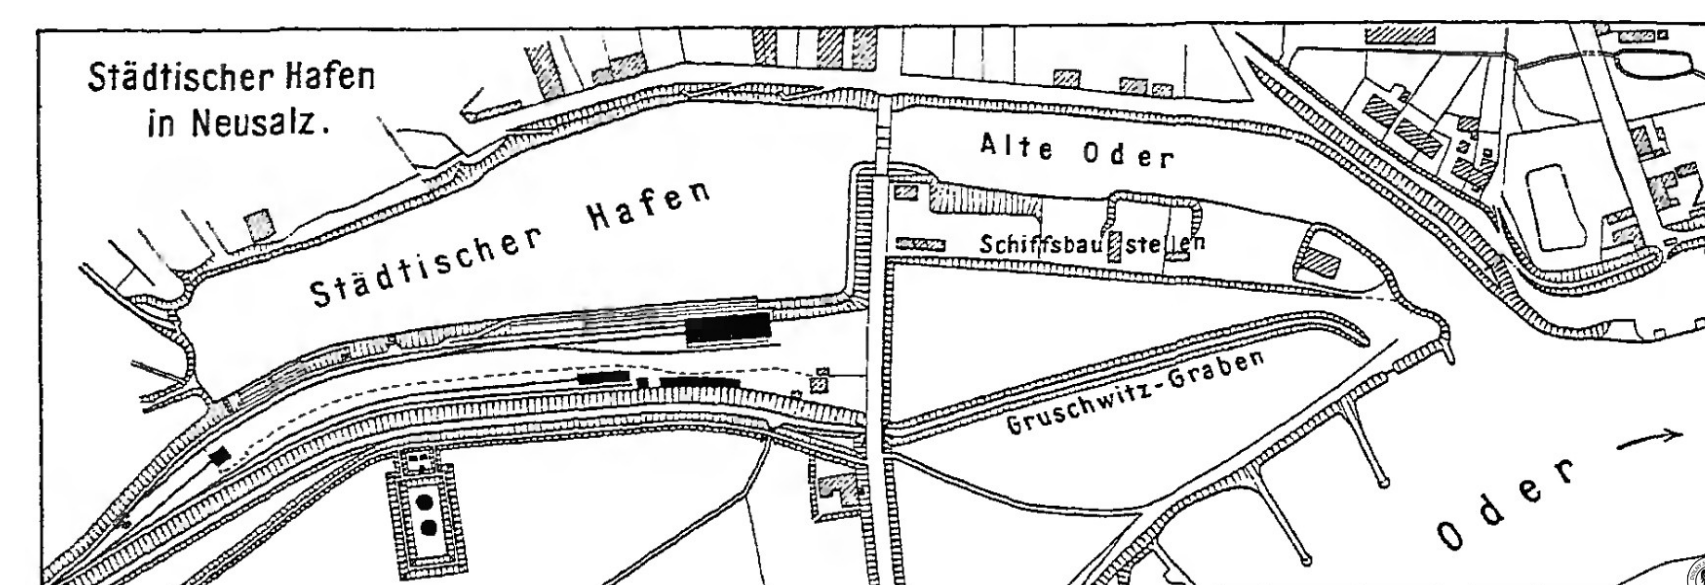 Städtischer Hafen
in Neusalz.
Alte Oder
Städtischer Hafen
Schiffsbaustellen
Gruschwitz-Graben
Oder